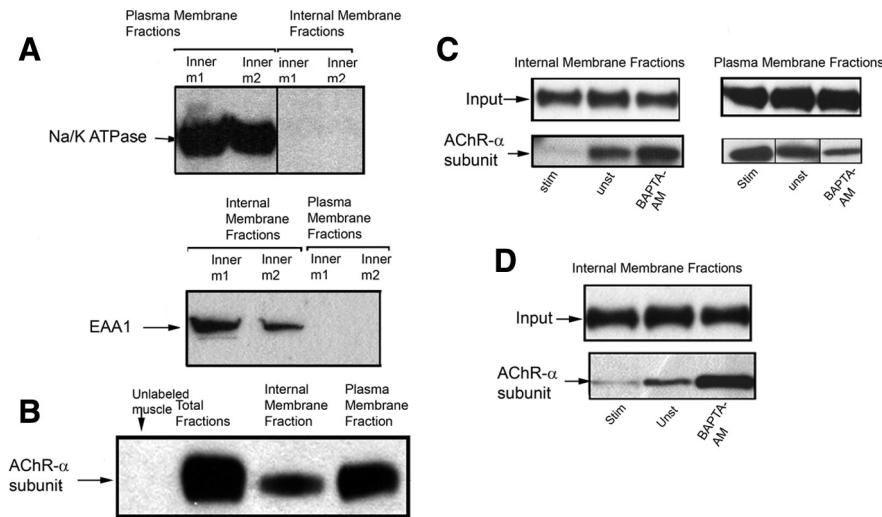 A
Plasma Membrane Fractions
Internal Membrane Fractions
Inner m1
Inner m2
inner m1
Inner m2
Na/K ATPase
Internal Membrane Fractions
Plasma Membrane Fractions
Inner m1
Inner m2
Inner m1
Inner m2
EAA1
B
Unlabeled muscle
Total Fractions
Internal Membrane Fraction
Plasma Membrane Fraction
AChR-α subunit
C
Internal Membrane Fractions
Plasma Membrane Fractions
Input
AChR-α subunit
stim
unst
BAPTA-AM
Stim
unst
BAPTA-AM
D
Internal Membrane Fractions
Input
AChR-α subunit
Stim
Unst
BAPTA-AM